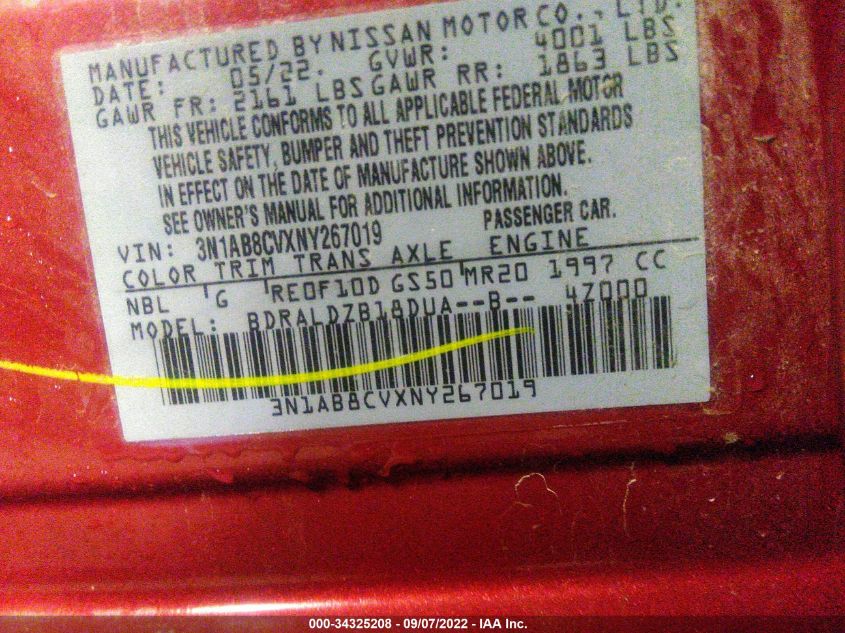 MANUFACTURED BY NISSAN MOTOR CO., LTD.
DATE: 05/22. GVWR: 4001 LBS
GAWR FR: 2161 LBS GAWR RR: 1863 LBS
THIS VEHICLE CONFORMS TO ALL APPLICABLE FEDERAL MOTOR
VEHICLE SAFETY, BUMPER AND THEFT PREVENTION STANDARDS
IN EFFECT ON THE DATE OF MANUFACTURE SHOWN ABOVE.
SEE OWNER'S MANUAL FOR ADDITIONAL INFORMATION.
VIN: 3N1AB8CVXNY267019 PASSENGER CAR.
COLOR TRIM TRANS AXLE ENGINE
NBL G RE0F10D GS50 MR20 1997 CC
MODEL: BDRALDZB18DUA--B-- 4Z000
3N1AB8CVXNY267019
000-34325208 - 09/07/2022 - IAA Inc.